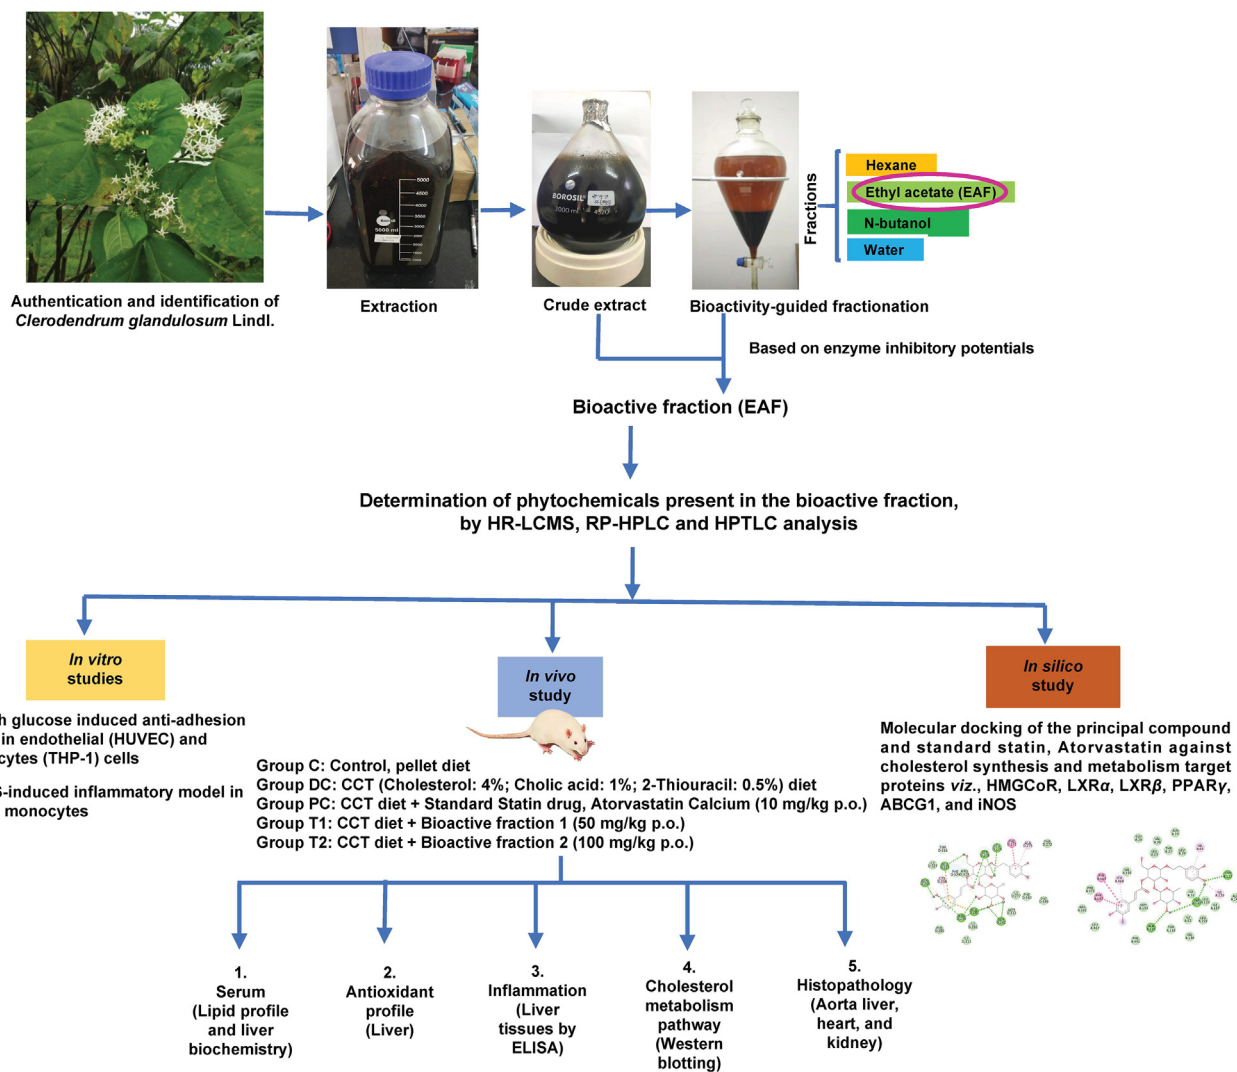 Hexane
Ethyl acetate (EAF)
N-butanol
Water
Fractions
5000
4500
4000
BOROSIL
5000 ml
Authentication and identification of
Clerodendrum glandulosum Lindl.
Extraction
Crude extract
Bioactivity-guided fractionation
Based on enzyme inhibitory potentials
Bioactive fraction (EAF)
Determination of phytochemicals present in the bioactive fraction,
by HR-LCMS, RP-HPLC and HPTLC analysis
In vitro
studies
glucose induced anti-adhesion
in endothelial (HUVEC) and
(THP-1) cells
-induced inflammatory model in
monocytes
In vivo
study
Group C: Control, pellet diet
Group DC: CCT (Cholesterol: 4%; Cholic acid: 1%; 2-Thiouracil: 0.5%) diet
Group PC: CCT diet + Standard Statin drug, Atorvastatin Calcium (10 mg/kg p.o.)
Group T1: CCT diet + Bioactive fraction 1 (50 mg/kg p.o.)
Group T2: CCT diet + Bioactive fraction 2 (100 mg/kg p.o.)
In silico
study
Molecular docking of the principal compound
and standard statin, Atorvastatin against
cholesterol synthesis and metabolism target
proteins viz., HMGCoR, LXRα, LXRβ, PPARγ,
ABCG1, and iNOS
1.
Serum
(Lipid profile
and liver
biochemistry)
2.
Antioxidant
profile
(Liver)
3.
Inflammation
(Liver
tissues by
ELISA)
4.
Cholesterol
metabolism
pathway
(Western
blotting)
5.
Histopathology
(Aorta liver,
heart, and
kidney)